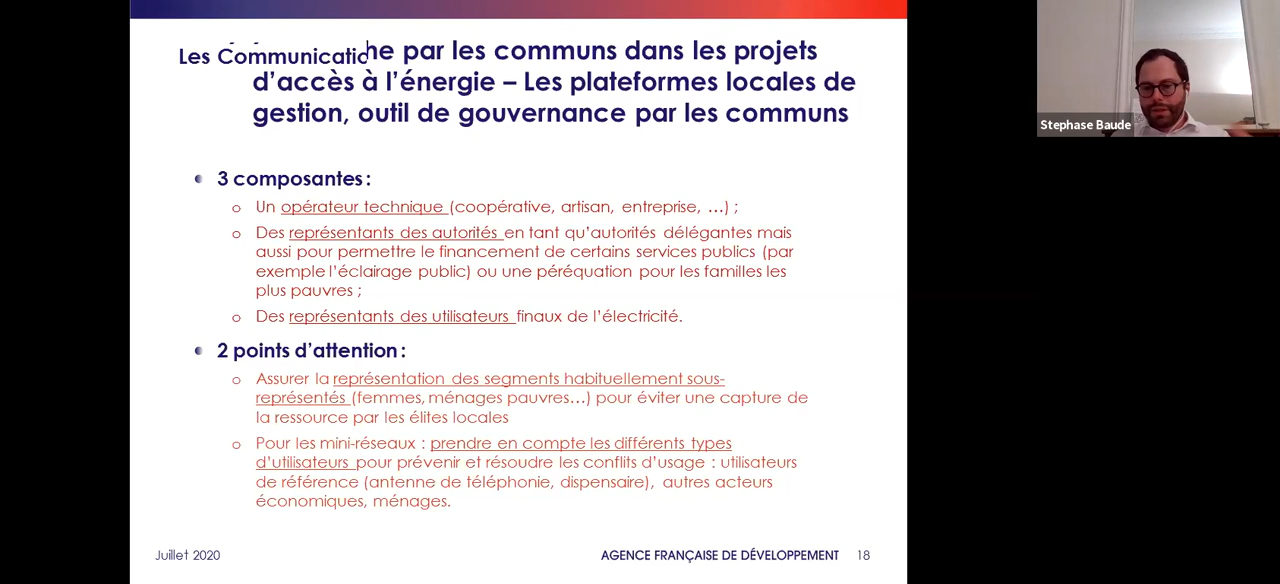 Les Communicatio
he par les communs dans les projets
d'accès à l'énergie – Les plateformes locales de
gestion, outil de gouvernance par les communs
3 composantes :
o Un opérateur technique (coopérative, artisan, entreprise, …) ;
o Des représentants des autorités en tant qu'autorités délégantes mais
aussi pour permettre le financement de certains services publics (par
exemple l'éclairage public) ou une péréquation pour les familles les
plus pauvres ;
o Des représentants des utilisateurs finaux de l'électricité.
2 points d'attention :
o Assurer la représentation des segments habituellement sous-
représentés (femmes, ménages pauvres…) pour éviter une capture de
la ressource par les élites locales
o Pour les mini-réseaux : prendre en compte les différents types
d'utilisateurs pour prévenir et résoudre les conflits d'usage : utilisateurs
de référence (antenne de téléphonie, dispensaire), autres acteurs
économiques, ménages.
Juillet 2020
AGENCE FRANÇAISE DE DÉVELOPPEMENT
18
Stephase Baude